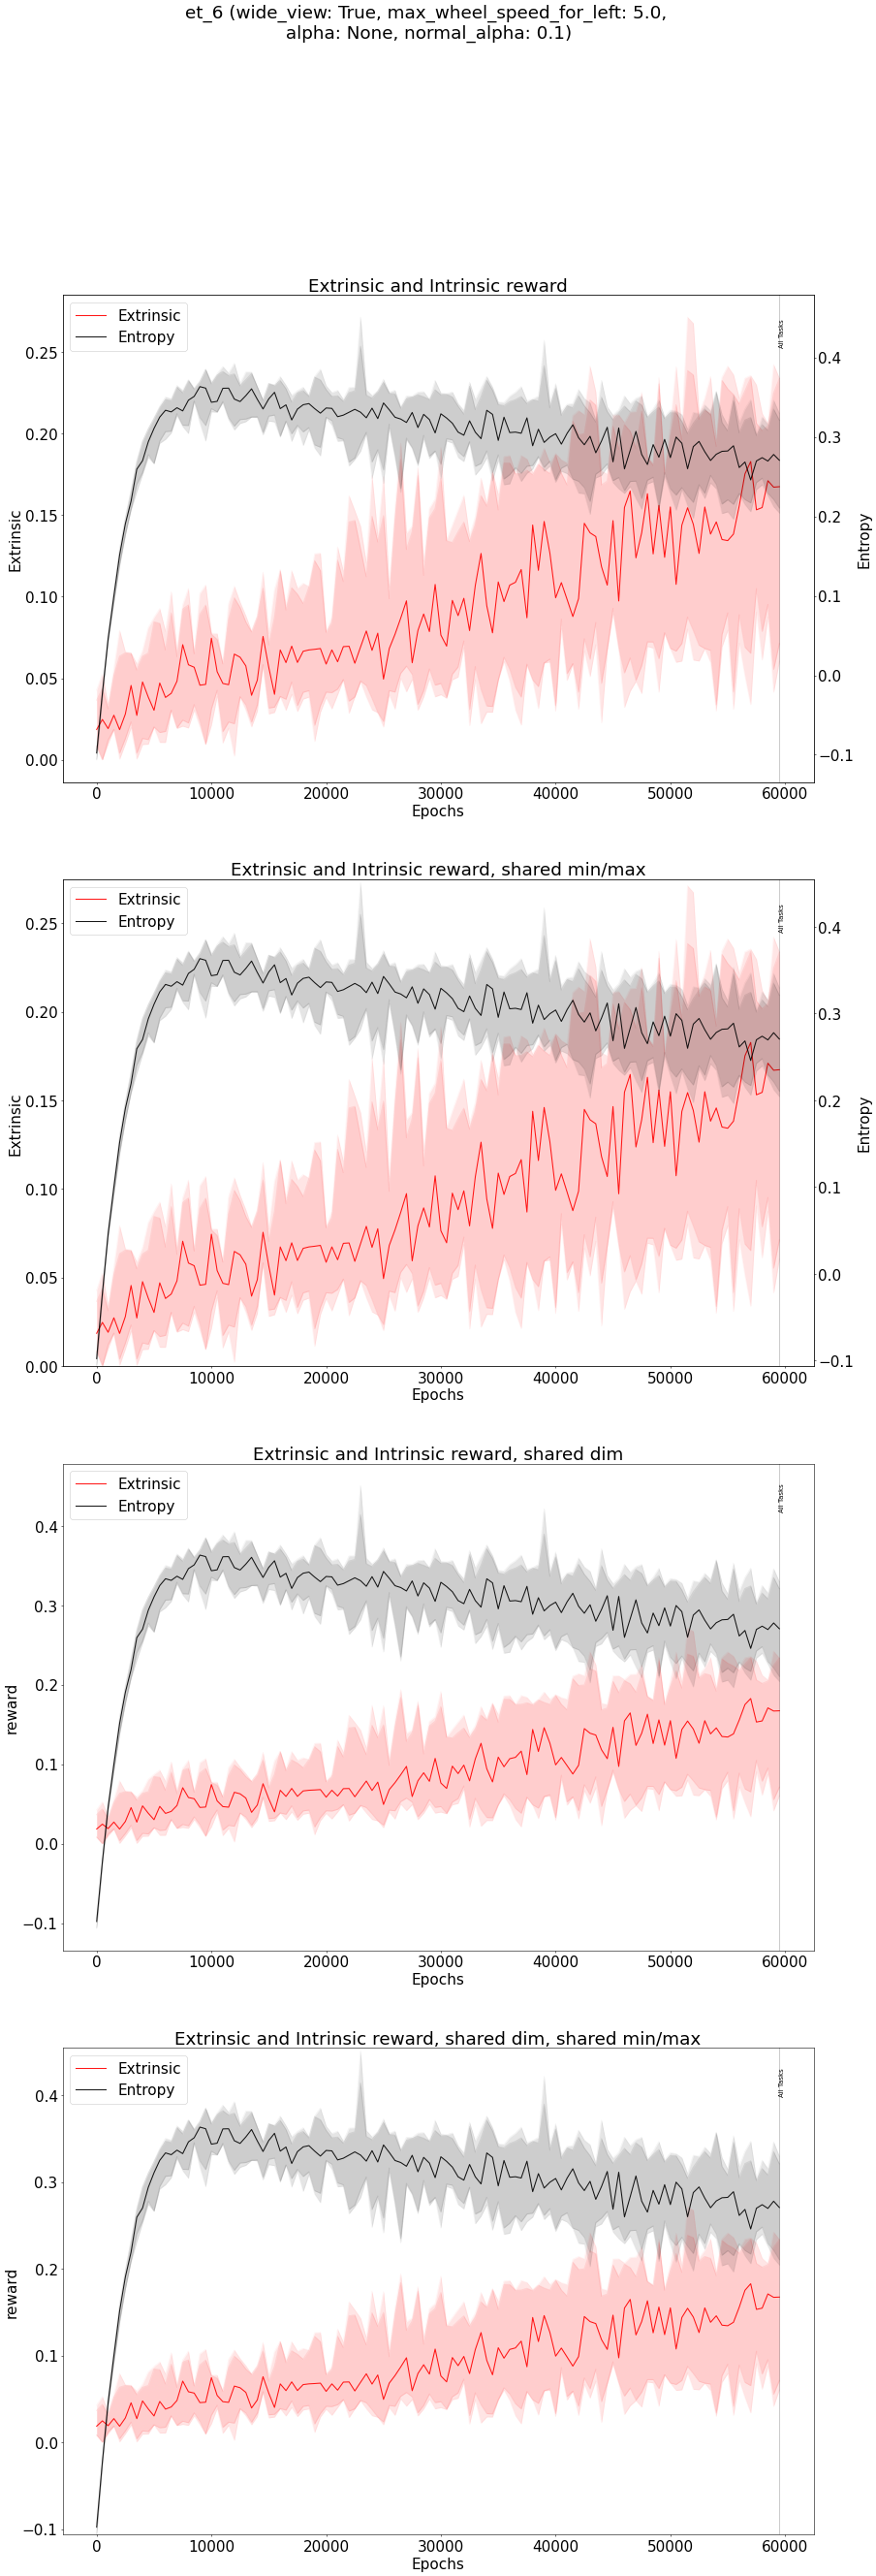 et_6 (wide_view: True, max_wheel_speed_for_left: 5.0,
alpha: None, normal_alpha: 0.1)
Extrinsic and Intrinsic reward
Extrinsic
Entropy
All Tasks
0.25
0.20
0.15
0.10
0.05
0.00
Extrinsic
0.4
0.3
0.2
0.1
0.0
−0.1
Entropy
0 10000 20000 30000 40000 50000 60000
Epochs
Extrinsic and Intrinsic reward, shared min/max
Extrinsic
Entropy
All Tasks
0.25
0.20
0.15
0.10
0.05
0.00
Extrinsic
0.4
0.3
0.2
0.1
0.0
−0.1
Entropy
0 10000 20000 30000 40000 50000 60000
Epochs
Extrinsic and Intrinsic reward, shared dim
Extrinsic
Entropy
All Tasks
0.4
0.3
0.2
0.1
0.0
−0.1
reward
0 10000 20000 30000 40000 50000 60000
Epochs
Extrinsic and Intrinsic reward, shared dim, shared min/max
Extrinsic
Entropy
All Tasks
0.4
0.3
0.2
0.1
0.0
−0.1
reward
0 10000 20000 30000 40000 50000 60000
Epochs